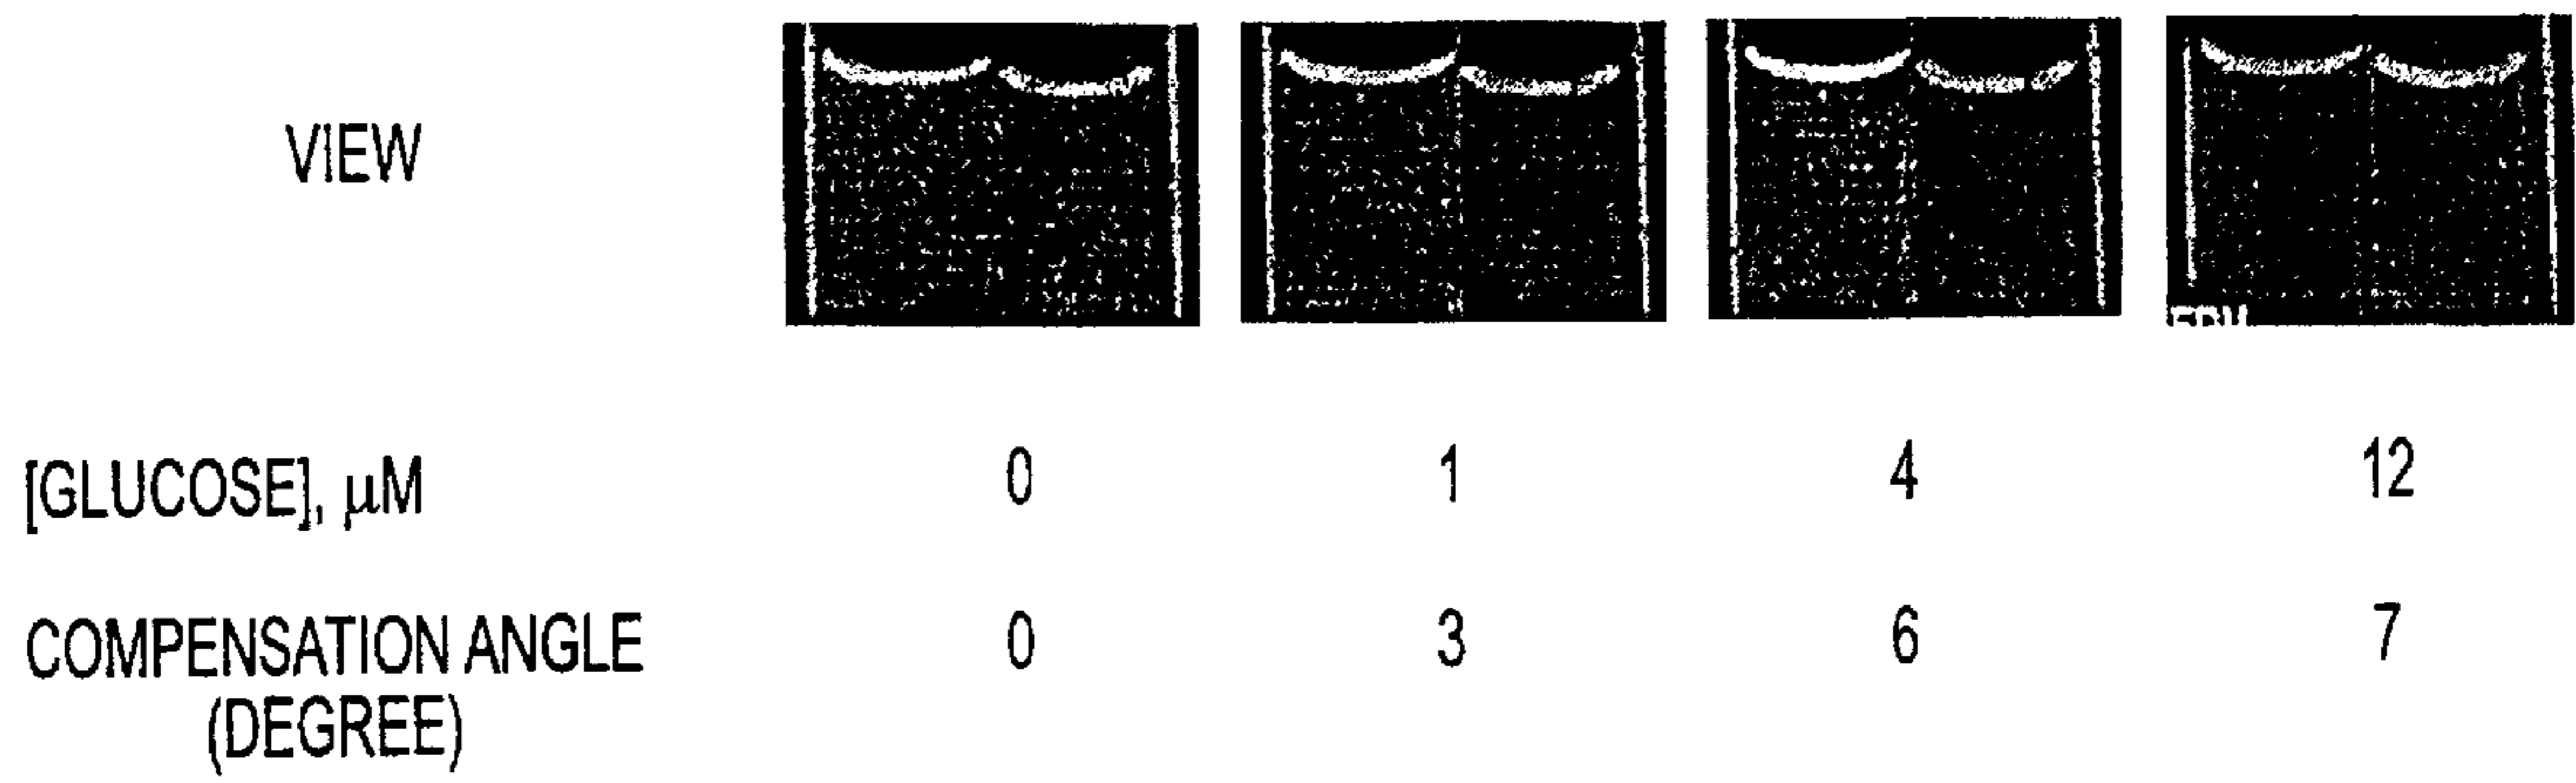 VIEW
[GLUCOSE], μM 0 1 4 12
COMPENSATION ANGLE 0 3 6 7
(DEGREE)